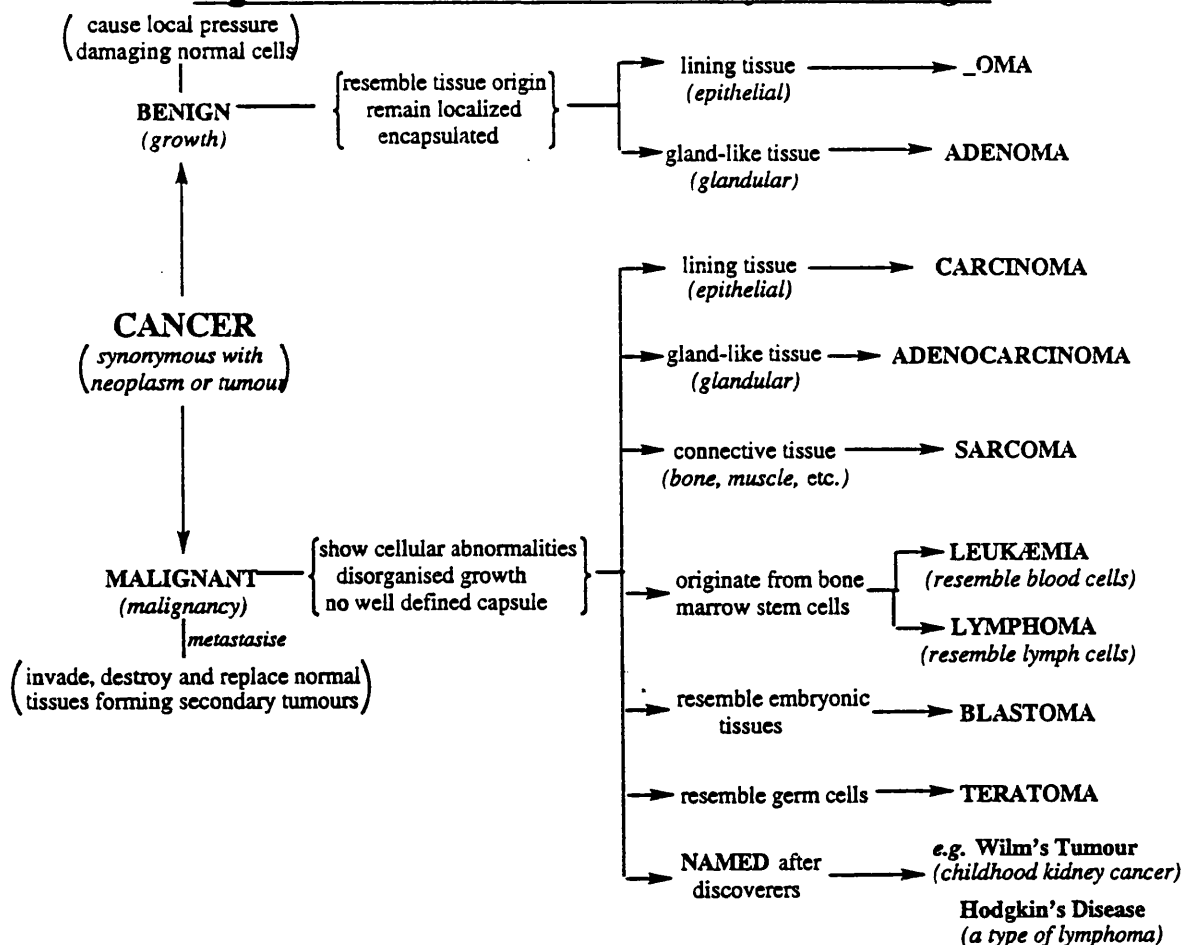 (cause local pressure
damaging normal cells)
BENIGN
(growth)
{resemble tissue origin
remain localized
encapsulated}
lining tissue
(epithelial)
_OMA
gland-like tissue
(glandular)
ADENOMA
CANCER
(synonymous with
neoplasm or tumour)
lining tissue
(epithelial)
CARCINOMA
gland-like tissue
(glandular)
ADENOCARCINOMA
connective tissue
(bone, muscle, etc.)
SARCOMA
MALIGNANT
(malignancy)
metastasise
(invade, destroy and replace normal
tissues forming secondary tumours)
{show cellular abnormalities
disorganised growth
no well defined capsule}
originate from bone
marrow stem cells
LEUKÆMIA
(resemble blood cells)
LYMPHOMA
(resemble lymph cells)
resemble embryonic
tissues
BLASTOMA
resemble germ cells
TERATOMA
NAMED after
discoverers
e.g. Wilm's Tumour
(childhood kidney cancer)
Hodgkin's Disease
(a type of lymphoma)